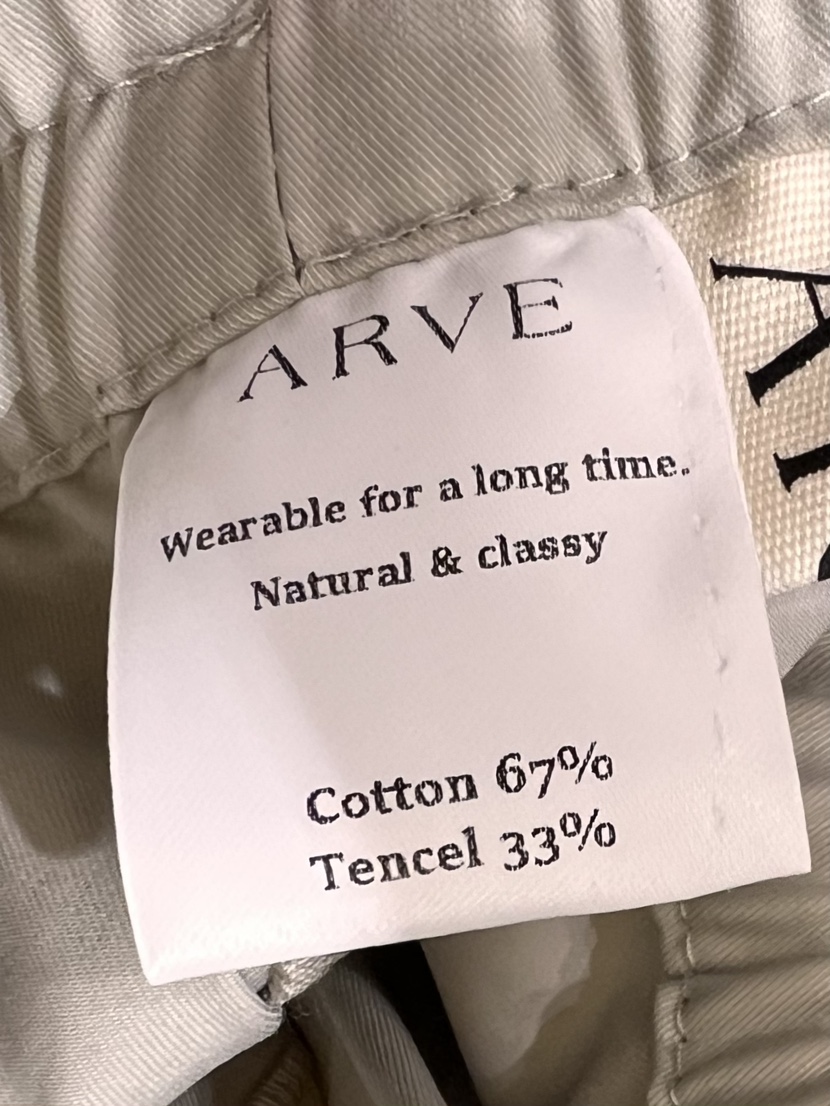 ARVE
Wearable for a long time.
Natural & classy
Cotton 67%
Tencel 33%